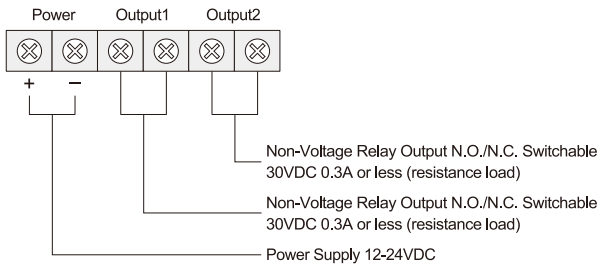 Power Output1 Output2
+ −
Non-Voltage Relay Output N.O./N.C. Switchable
30VDC 0.3A or less (resistance load)
Non-Voltage Relay Output N.O./N.C. Switchable
30VDC 0.3A or less (resistance load)
Power Supply 12-24VDC